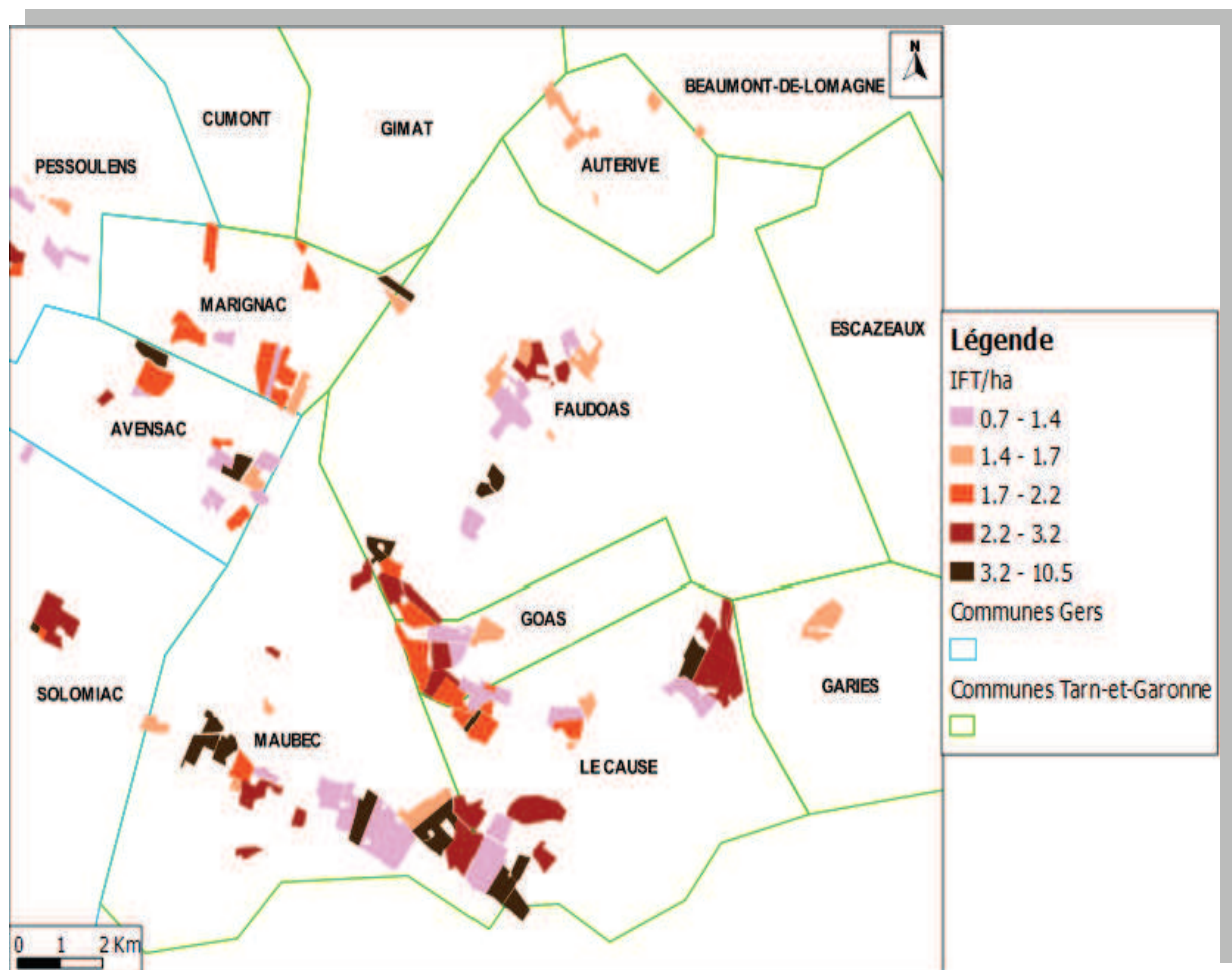 N
BEAUMONT-DE-LOMAGNE
CUMONT
GIMAT
PESSOULENS
AUTERIVE
MARIGNAC
ESCAZEAUX
FAUDOAS
AVENSAC
GOAS
SOLOMIAC
GARIES
MAUBEC
LE CAUSE
0 1 2 Km
Légende
IFT/ha
0.7 - 1.4
1.4 - 1.7
1.7 - 2.2
2.2 - 3.2
3.2 - 10.5
Communes Gers
Communes Tarn-et-Garonne